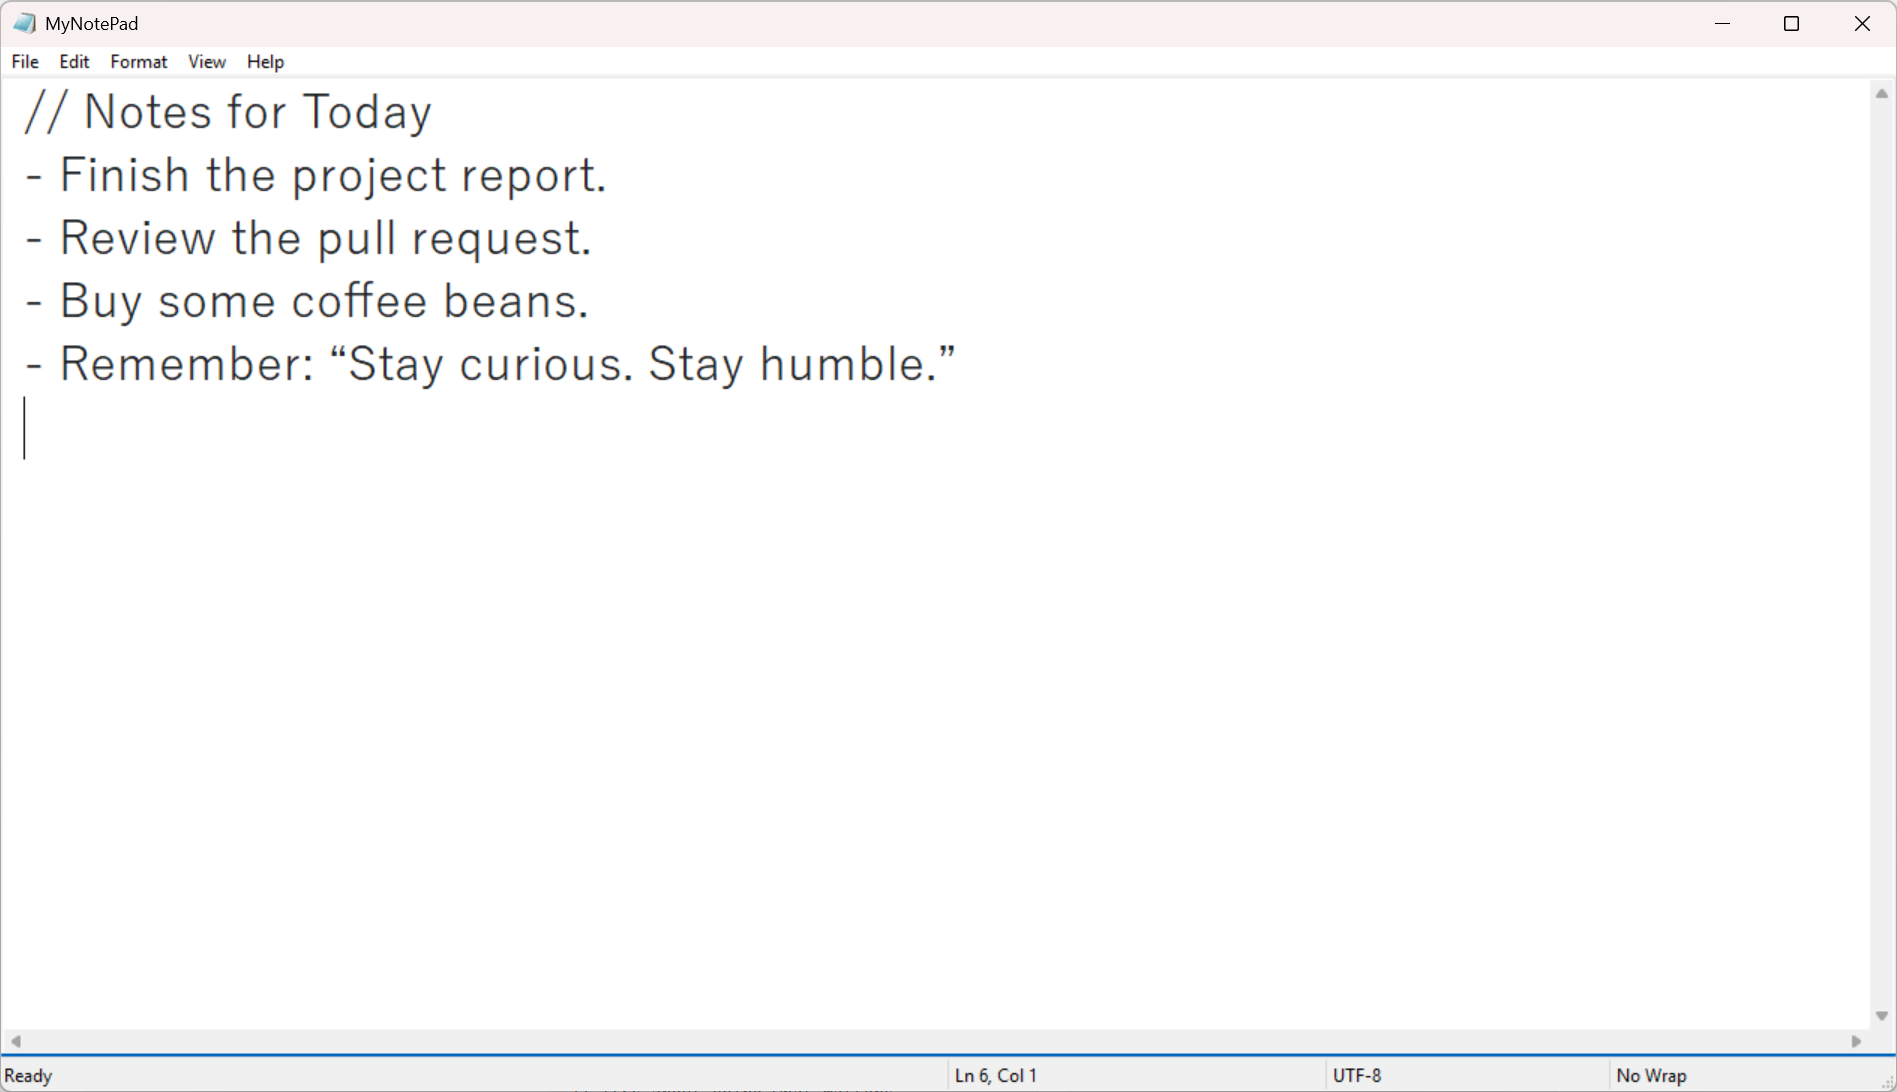 MyNotePad
File Edit Format View Help
// Notes for Today
- Finish the project report.
- Review the pull request.
- Buy some coffee beans.
- Remember: “Stay curious. Stay humble.”
Ready Ln 6, Col 1 UTF-8 No Wrap